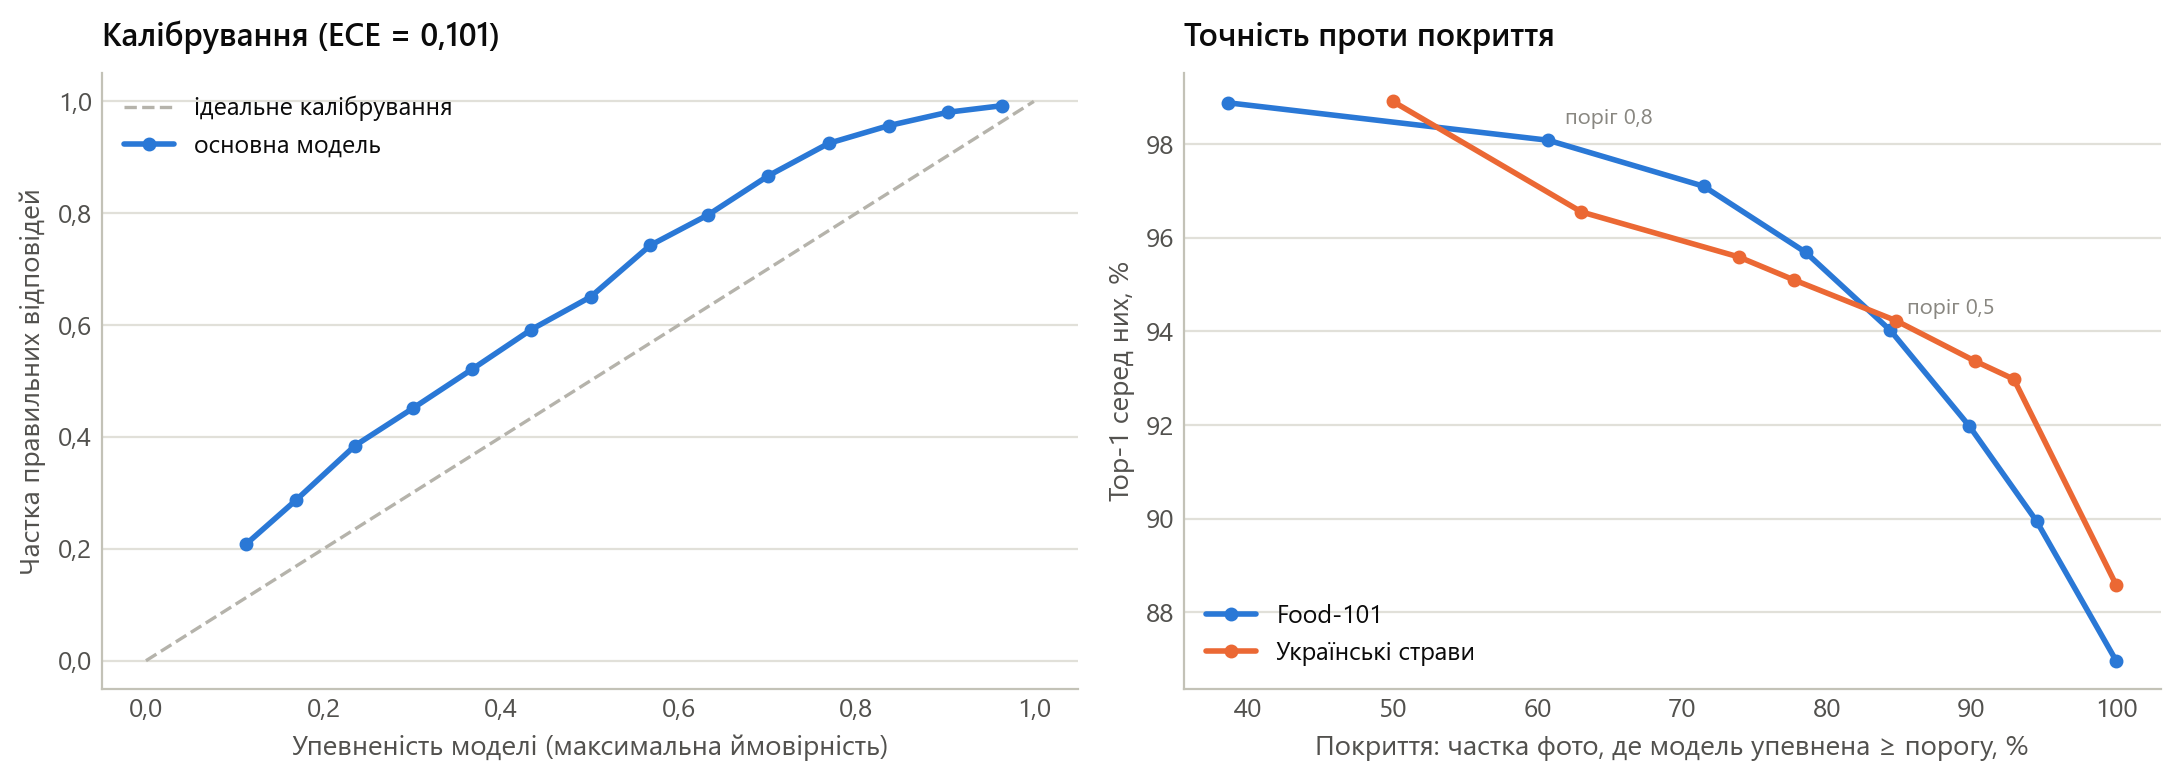 Калібрування (ECE = 0,101)
ідеальне калібрування
основна модель
Частка правильних відповідей
1,0
0,8
0,6
0,4
0,2
0,0
0,0 0,2 0,4 0,6 0,8 1,0
Упевненість моделі (максимальна ймовірність)
Точність проти покриття
поріг 0,8
поріг 0,5
Top-1 серед них, %
98
96
94
92
90
88
Food-101
Українські страви
40 50 60 70 80 90 100
Покриття: частка фото, де модель упевнена ≥ порогу, %